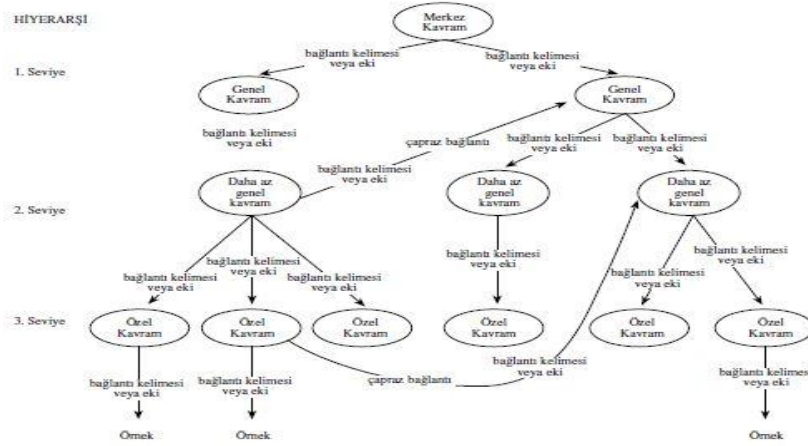 HİYERARŞİ
Merkez
Kavram
bağlantı kelimesi
veya eki
bağlantı kelimesi
veya eki
1. Seviye
Genel
Kavram
Genel
Kavram
bağlantı kelimesi
veya eki
çapraz bağlantı
bağlantı kelimesi
veya eki
bağlantı kelimesi
veya eki
bağlantı kelimesi
veya eki
2. Seviye
Daha az
genel
kavram
Daha az
genel
kavram
Daha az
genel
kavram
bağlantı kelimesi
veya eki
bağlantı kelimesi
veya eki
bağlantı kelimesi
veya eki
bağlantı kelimesi
veya eki
bağlantı kelimesi
veya eki
bağlantı kelimesi
veya eki
3. Seviye
Özel
Kavram
Özel
Kavram
Özel
Kavram
Özel
Kavram
Özel
Kavram
Özel
Kavram
bağlantı kelimesi
veya eki
bağlantı kelimesi
veya eki
çapraz bağlantı
bağlantı kelimesi
veya eki
bağlantı kelimesi
veya eki
Örnek
Örnek
Örnek